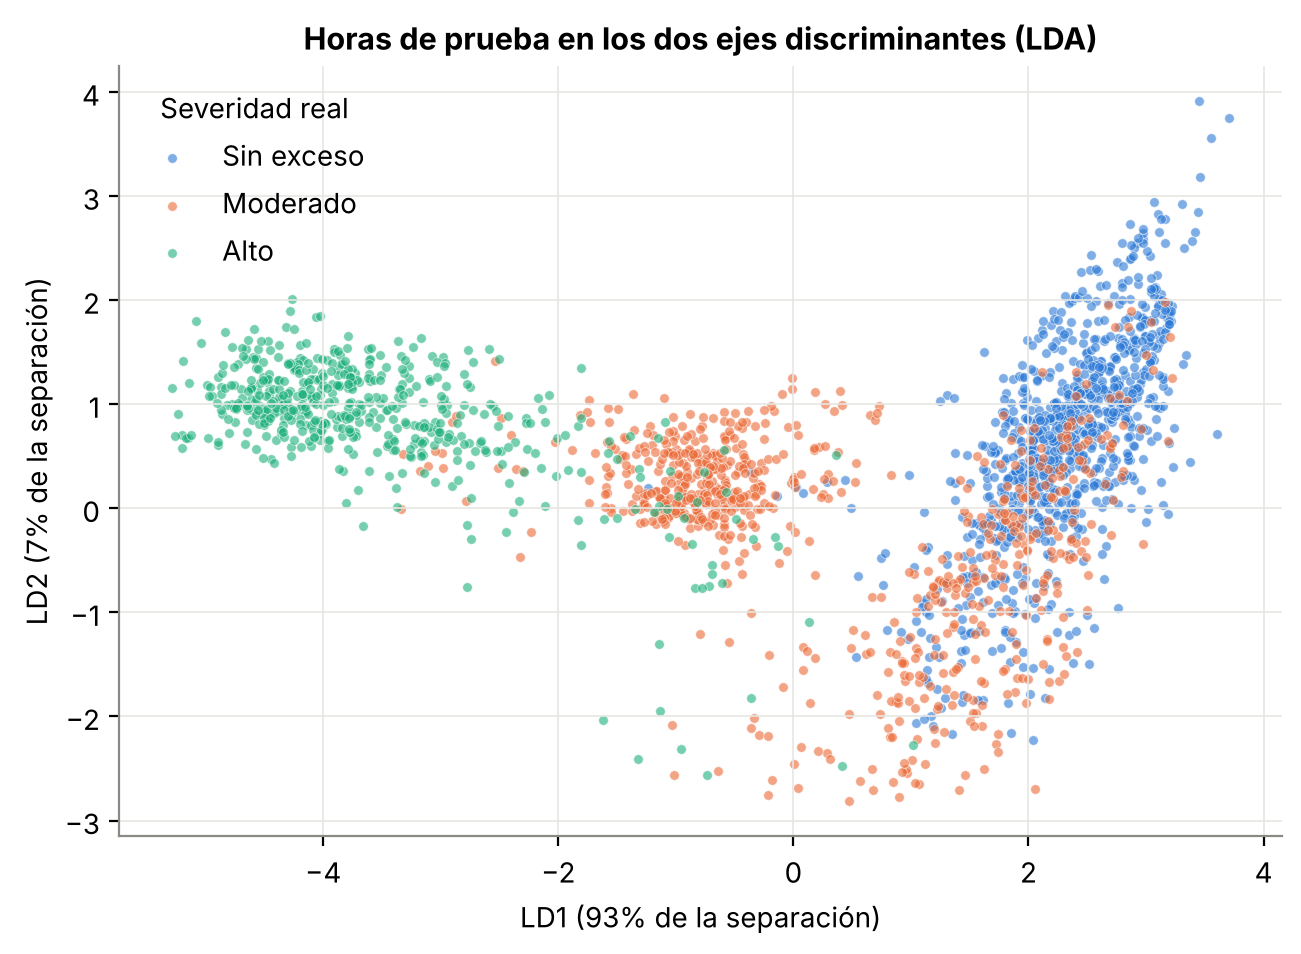 Horas de prueba en los dos ejes discriminantes (LDA)
Severidad real
Sin exceso
Moderado
Alto
LD2 (7% de la separación)
4
3
2
1
0
−1
−2
−3
−4
−2
0
2
4
LD1 (93% de la separación)